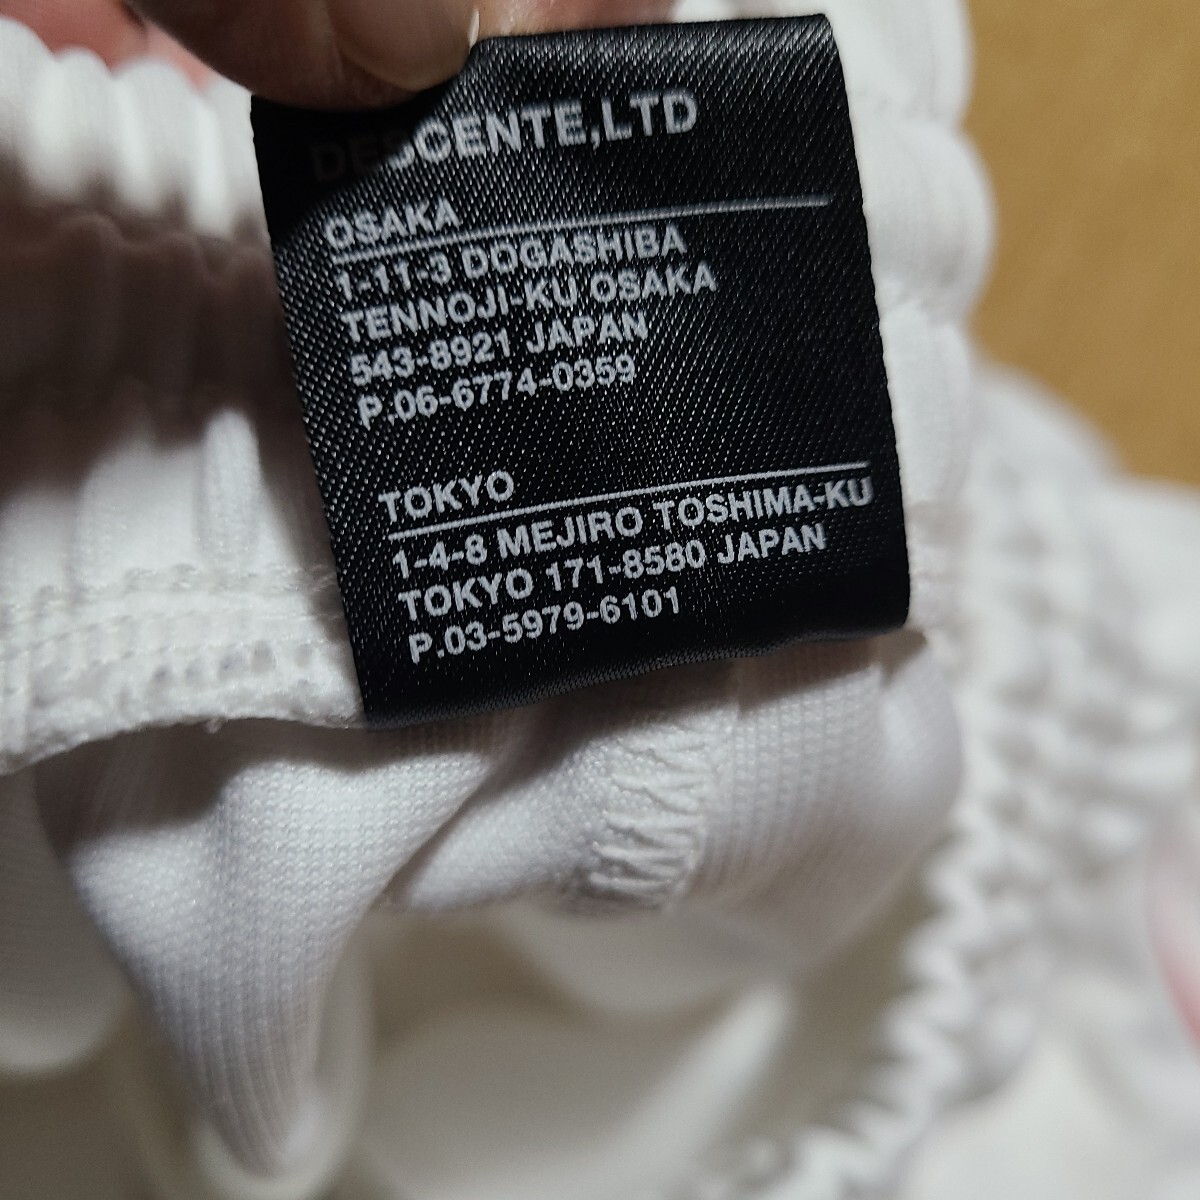 DESCENTE,LTD
OSAKA
1-11-3 DOGASHIBA
TENNOJI-KU OSAKA
543-8921 JAPAN
P.06-6774-0359
TOKYO
1-4-8 MEJIRO TOSHIMA-KU
TOKYO 171-8580 JAPAN
P.03-5979-6101